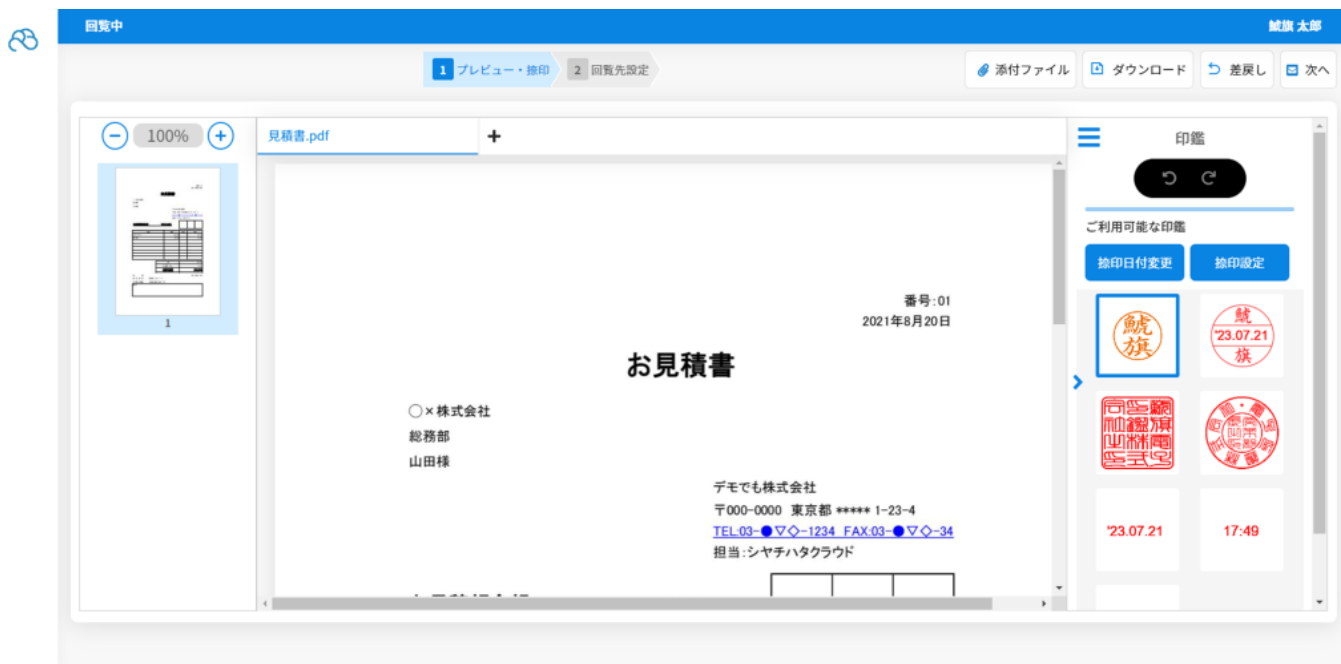 回覧中
鯱旗 太郎
1 プレビュー・捺印
2 回覧先設定
添付ファイル
ダウンロード
差戻し
次へ
100%
見積書.pdf
1
番号:01
2021年8月20日
お見積書
○×株式会社
総務部
山田様
デモでも株式会社
〒000-0000 東京都 ***** 1-23-4
TEL:03-●▽◇-1234 FAX:03-●▽◇-34
担当:シヤチハタクラウド
印鑑
ご利用可能な印鑑
捺印日付変更
捺印設定
鯱旗
鯱
'23.07.21
旗
'23.07.21
17:49